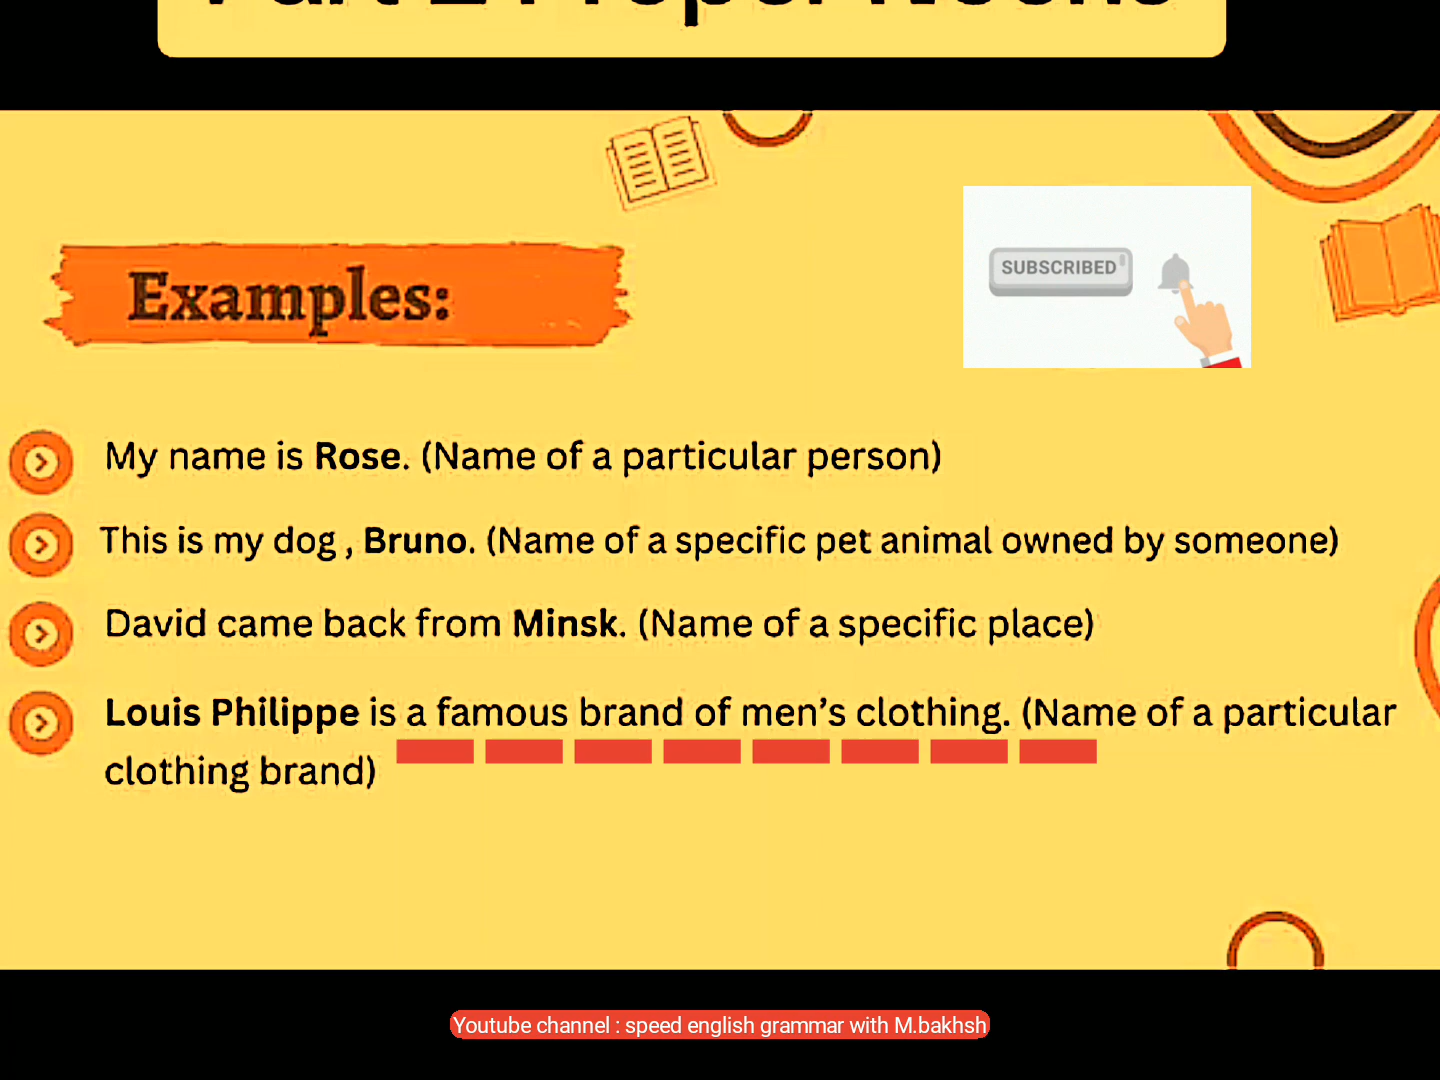 Examples:
SUBSCRIBED
My name is Rose. (Name of a particular person)
This is my dog , Bruno. (Name of a specific pet animal owned by someone)
David came back from Minsk. (Name of a specific place)
Louis Philippe is a famous brand of men’s clothing. (Name of a particular
clothing brand)
Youtube channel : speed english grammar with M.bakhsh